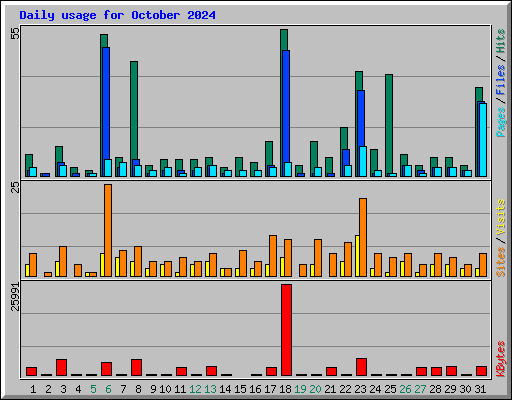 Daily usage for October 2024
55
Pages / Files / Hits
25
Sites / Visits
25991
KBytes
1 2 3 4 5 6 7 8 9 10 11 12 13 14 15 16 17 18 19 20 21 22 23 24 25 26 27 28 29 30 31